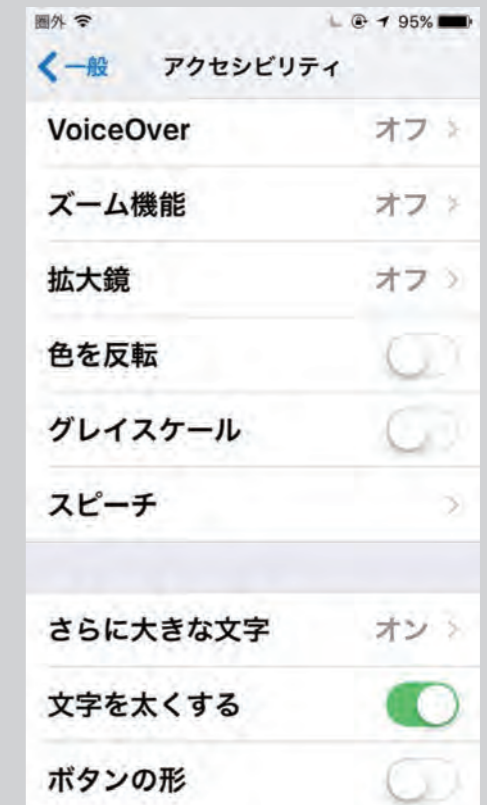 圏外 95%
一般 アクセシビリティ
VoiceOver オフ
ズーム機能 オフ
拡大鏡 オフ
色を反転
グレイスケール
スピーチ
さらに大きな文字 オン
文字を太くする
ボタンの形